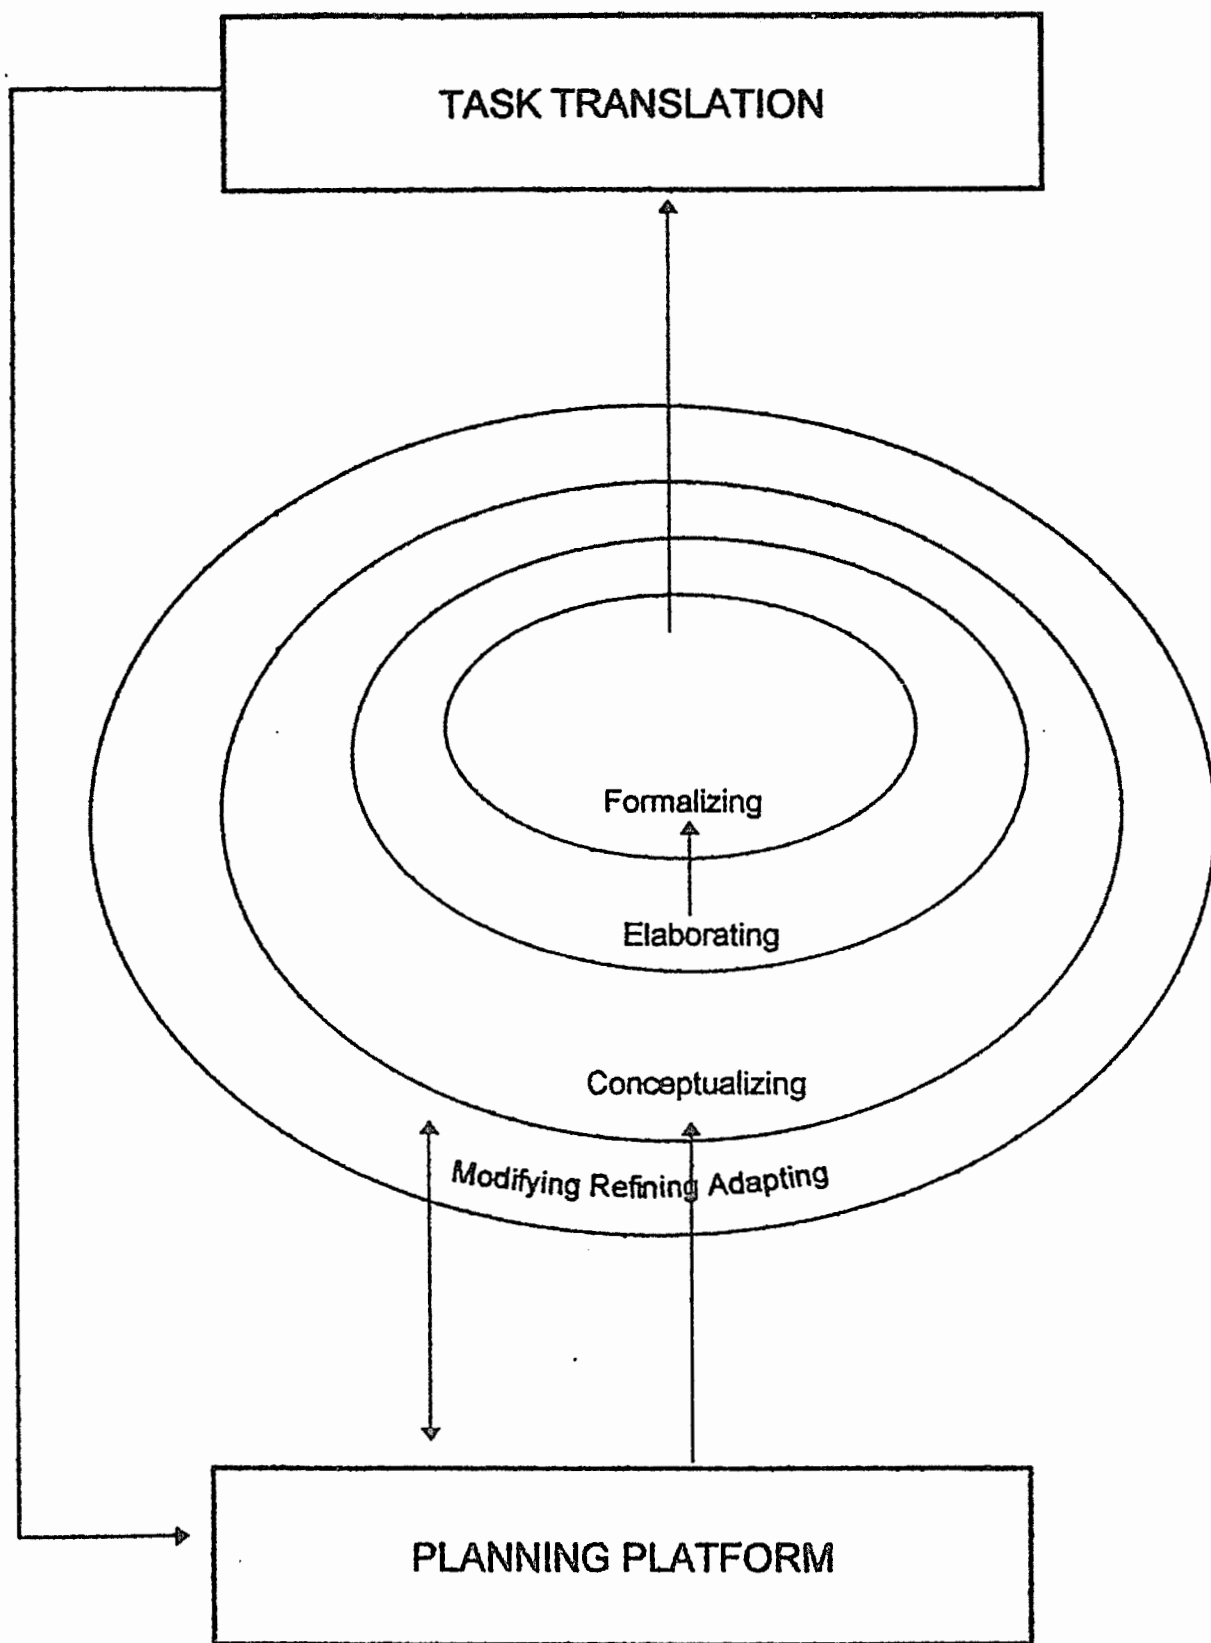 TASK TRANSLATION
Formalizing
Elaborating
Conceptualizing
Modifying Refining Adapting
PLANNING PLATFORM